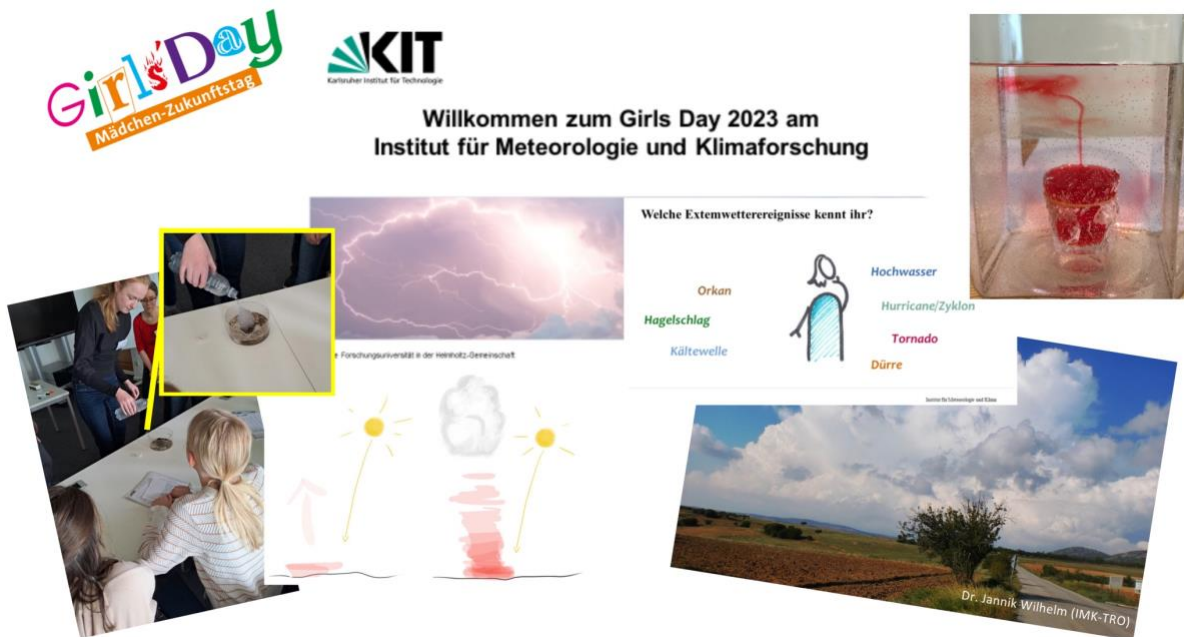 Girls'Day
Mädchen-Zukunftstag
KIT
Karlsruher Institut für Technologie
Willkommen zum Girls Day 2023 am
Institut für Meteorologie und Klimaforschung
Welche Extemwetterereignisse kennt ihr?
Orkan
Hagelschlag
Kältewelle
Hochwasser
Hurricane/Zyklon
Tornado
Dürre
Institut für Meteorologie und Klima
Forschungsuniversität in der Helmholtz-Gemeinschaft
Dr. Jannik Wilhelm (IMK-TRO)